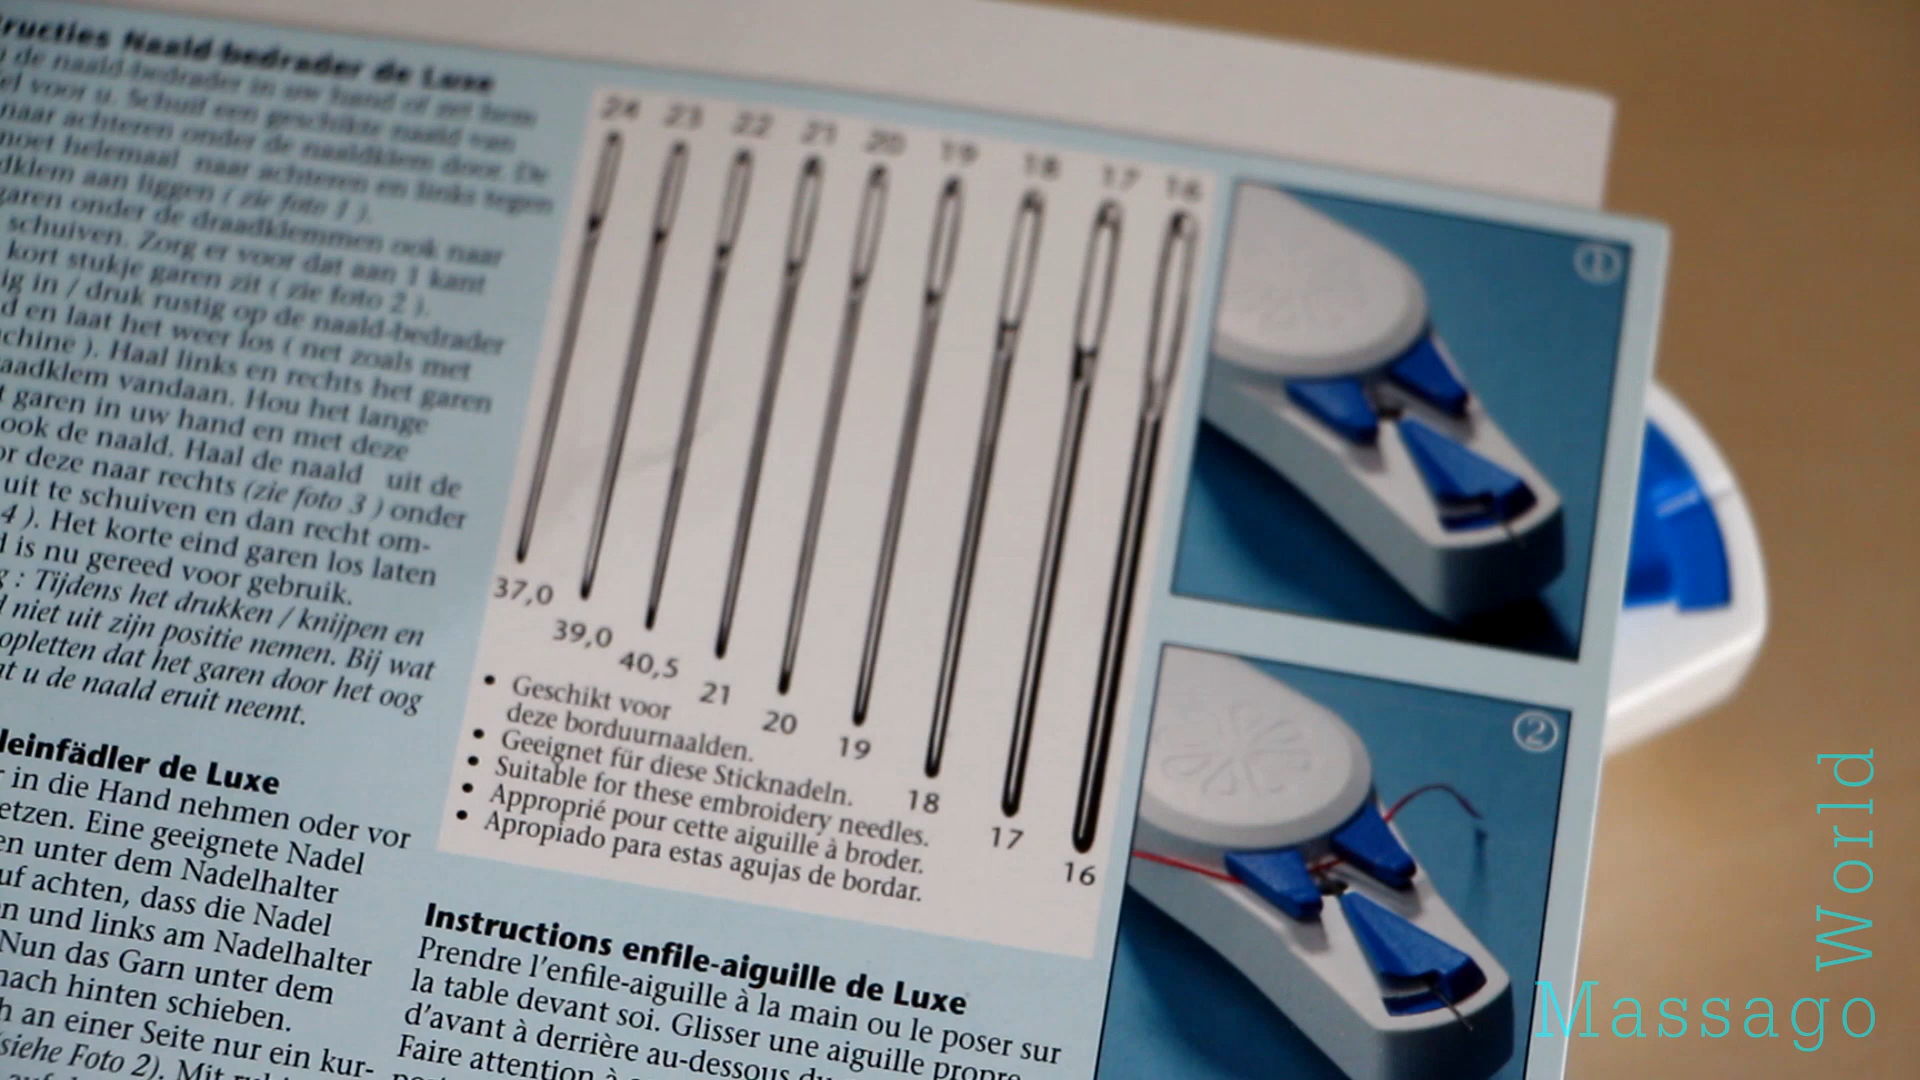 ructies Naald-bedrader de Luxe
de naald-bedrader in uw hand of zet hem
el voor u. Schuif een geschikte naald van
naar achteren onder de naaldklem door. De
moet helemaal naar achteren en links tegen
dklem aan liggen ( zie foto 1 ).
garen onder de draadklemmen ook naar
schuiven. Zorg er voor dat aan 1 kant
kort stukje garen zit ( zie foto 2 ).
ig in / druk rustig op de naald-bedrader
d en laat het weer los ( net zoals met
chine ). Haal links en rechts het garen
aadklem vandaan. Hou het lange
t garen in uw hand en met deze
ook de naald. Haal de naald uit de
or deze naar rechts (zie foto 3 ) onder
uit te schuiven en dan recht om-
4 ). Het korte eind garen los laten
d is nu gereed voor gebruik.
g : Tijdens het drukken / knijpen en
d niet uit zijn positie nemen. Bij wat
opletten dat het garen door het oog
at u de naald eruit neemt.
leinfädler de Luxe
r in die Hand nehmen oder vor
etzen. Eine geeignete Nadel
en unter dem Nadelhalter
uf achten, dass die Nadel
n und links am Nadelhalter
Nun das Garn unter dem
nach hinten schieben.
h an einer Seite nur ein kur-
(siehe Foto 2). Mit
24 23 22 21 20 19 18 17 16
37,0
39,0
40,5
21
20
19
18
17
16
• Geschikt voor
deze borduurnaalden.
• Geeignet für diese Sticknadeln.
• Suitable for these embroidery needles.
• Approprié pour cette aiguille à broder.
• Apropiado para estas agujas de bordar.
Instructions enfile-aiguille de Luxe
Prendre l'enfile-aiguille à la main ou le poser sur
la table devant soi. Glisser une aiguille propre
d'avant à derrière au-dessous du
Faire attention à
1
2
Massago
World